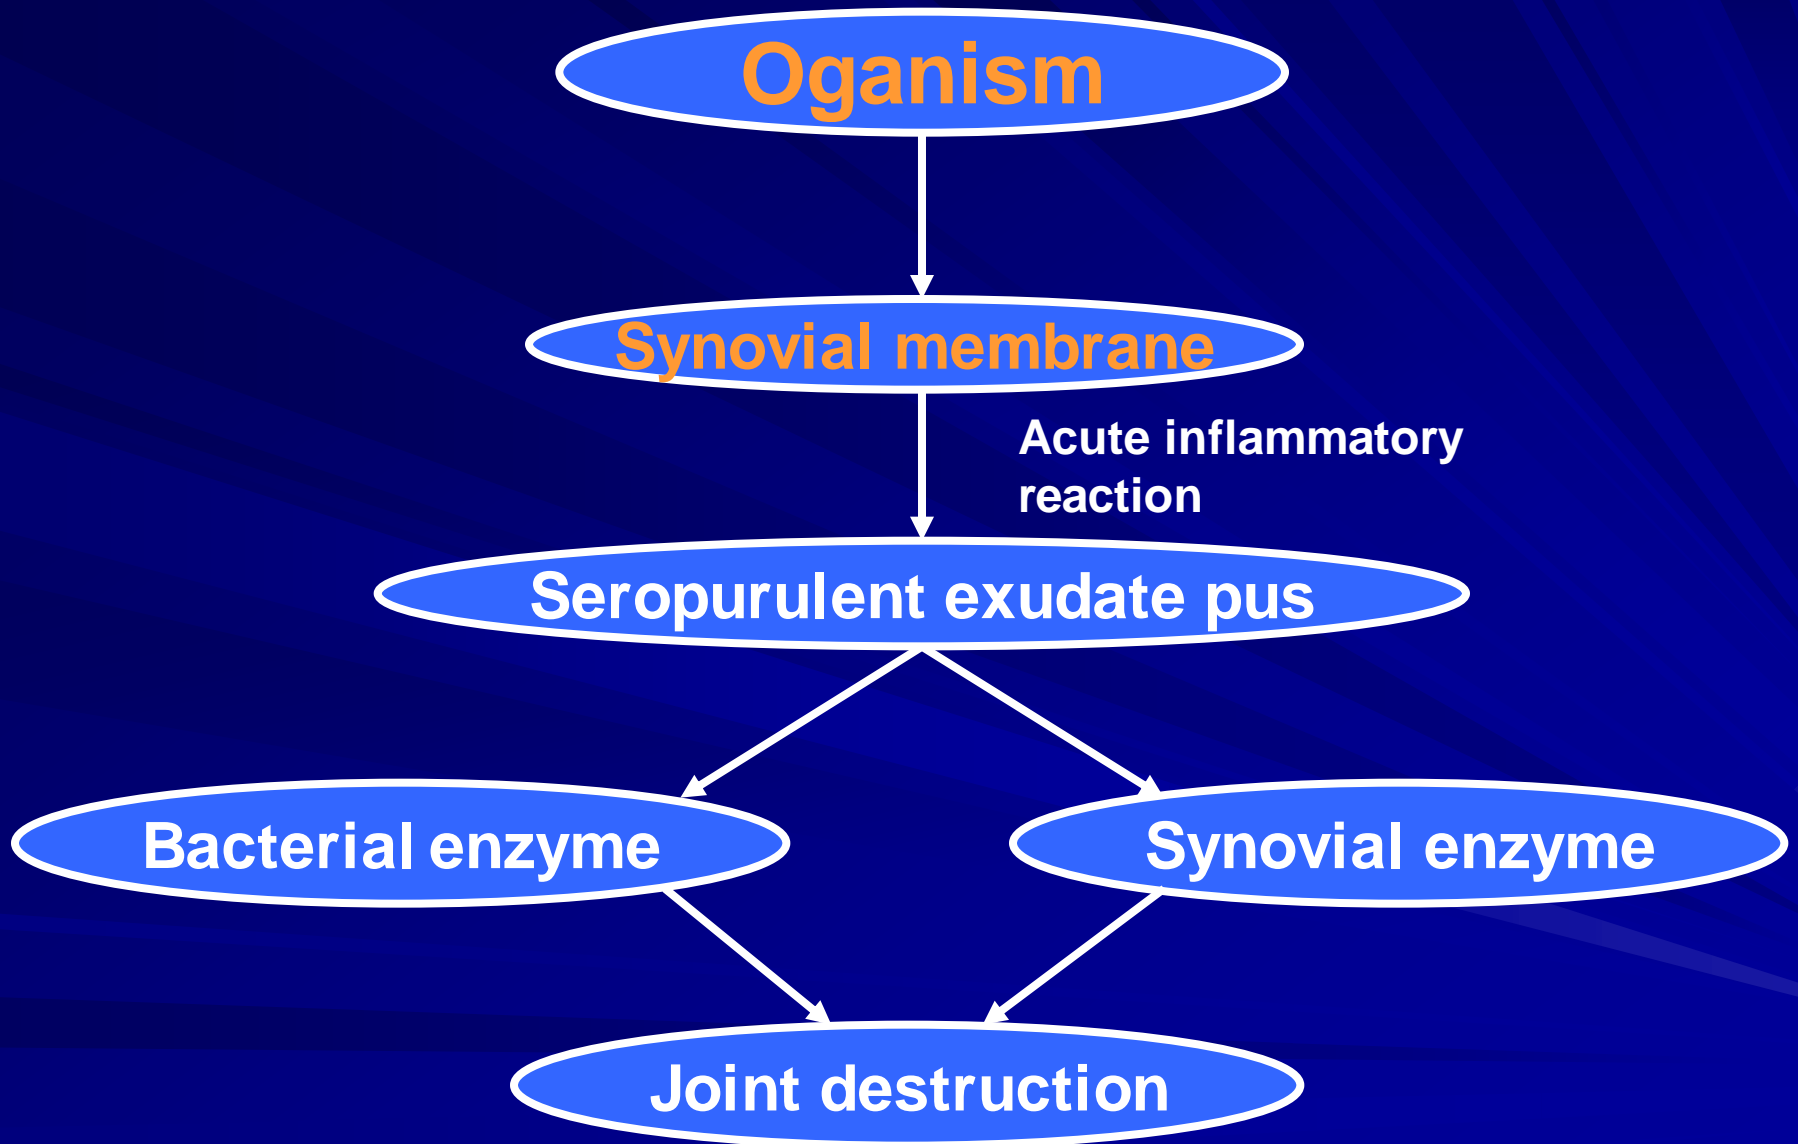 Oganism
Synovial membrane
Acute inflammatory
reaction
Seropurulent exudate pus
Bacterial enzyme
Synovial enzyme
Joint destruction